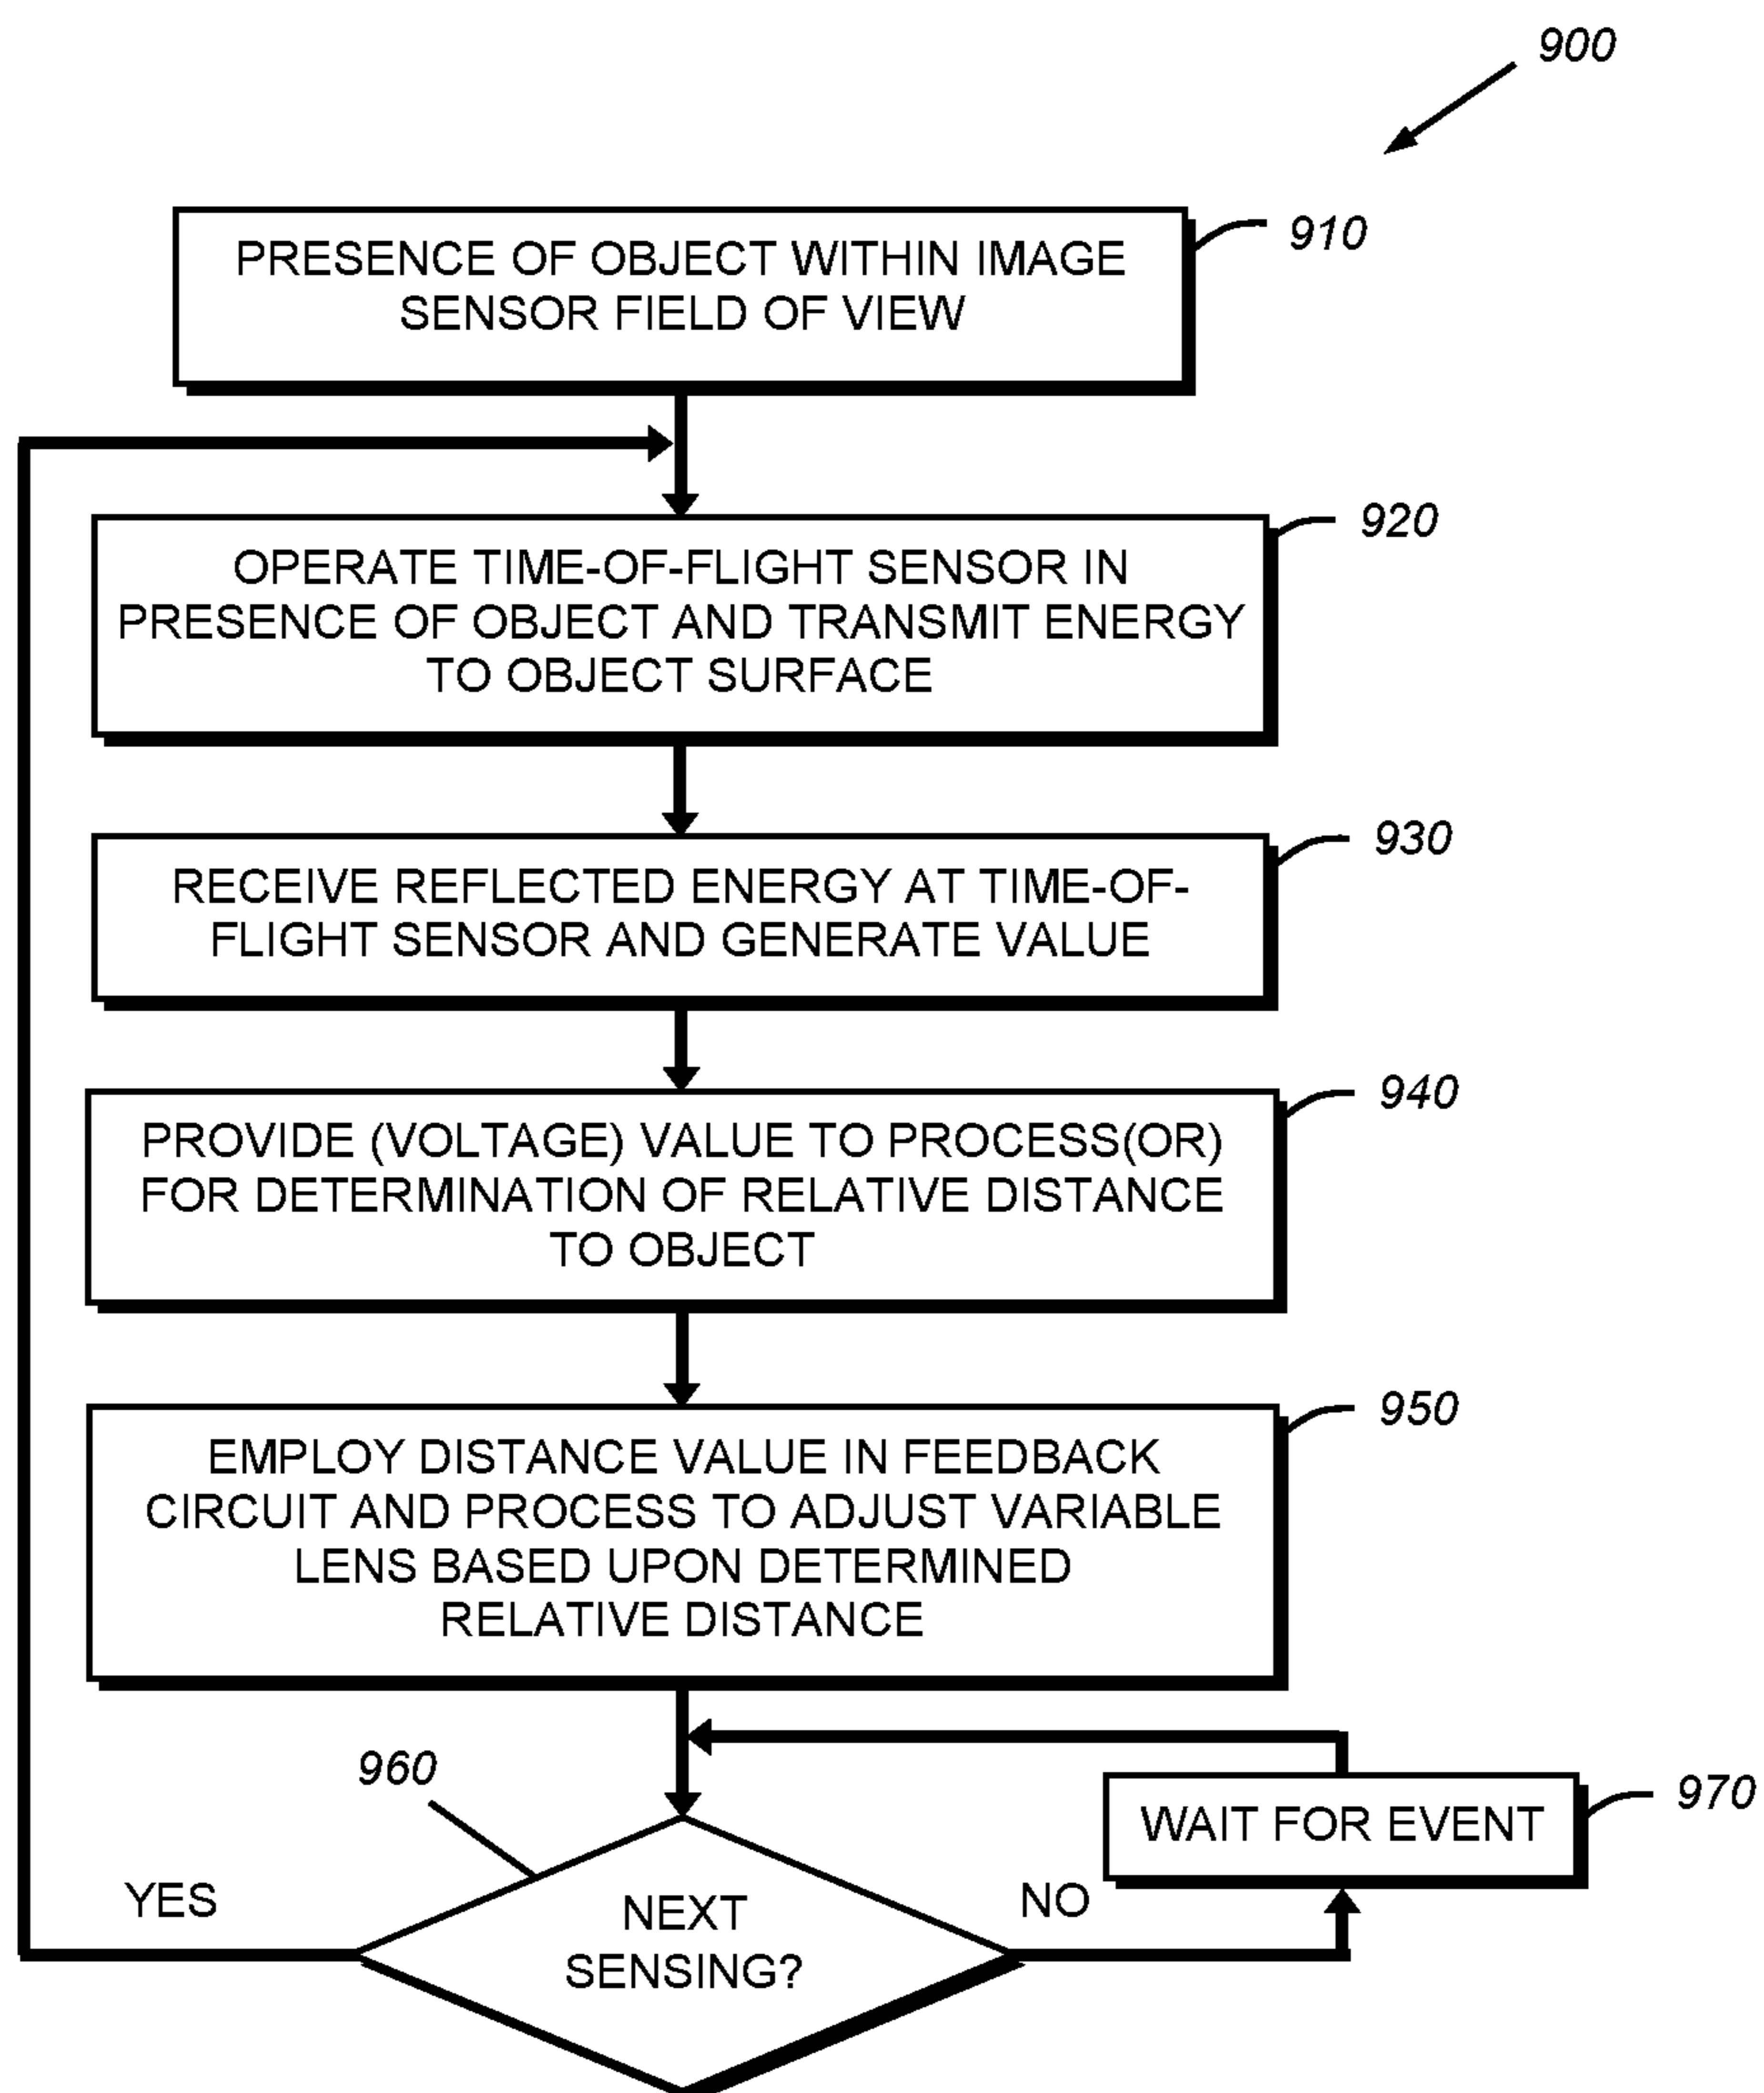 900
910
PRESENCE OF OBJECT WITHIN IMAGE
SENSOR FIELD OF VIEW
920
OPERATE TIME-OF-FLIGHT SENSOR IN
PRESENCE OF OBJECT AND TRANSMIT ENERGY
TO OBJECT SURFACE
930
RECEIVE REFLECTED ENERGY AT TIME-OF-
FLIGHT SENSOR AND GENERATE VALUE
940
PROVIDE (VOLTAGE) VALUE TO PROCESS(OR)
FOR DETERMINATION OF RELATIVE DISTANCE
TO OBJECT
950
EMPLOY DISTANCE VALUE IN FEEDBACK
CIRCUIT AND PROCESS TO ADJUST VARIABLE
LENS BASED UPON DETERMINED
RELATIVE DISTANCE
960
970
WAIT FOR EVENT
YES
NO
NEXT
SENSING?